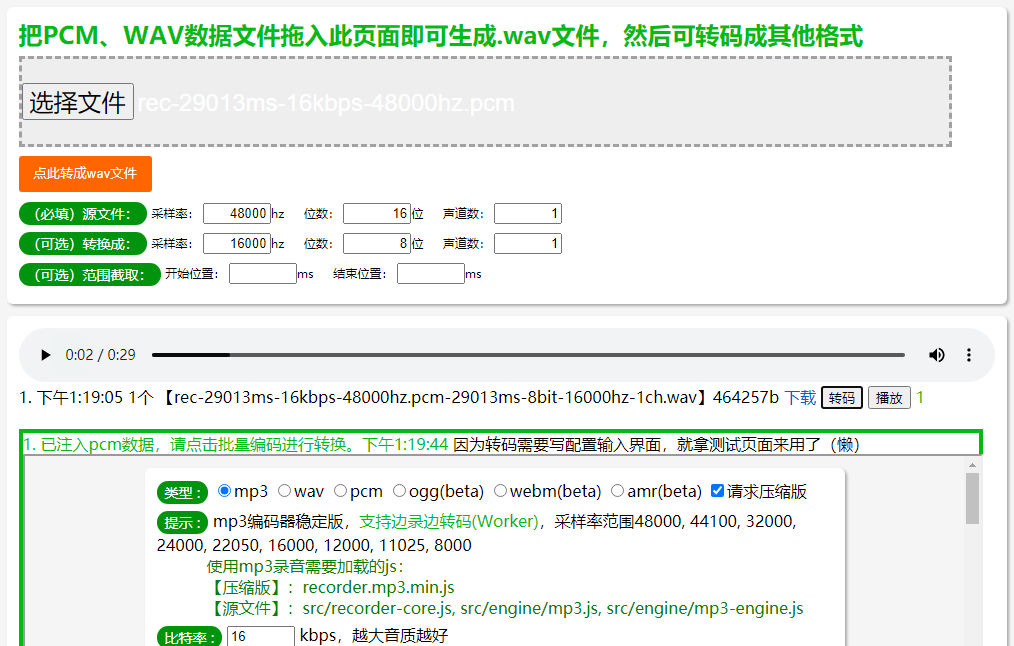 把PCM、WAV数据文件拖入此页面即可生成.wav文件，然后可转码成其他格式
选择文件 rec-29013ms-16kbps-48000hz.pcm
点此转成wav文件
（必填）源文件： 采样率： 48000 hz 位数： 16 位 声道数： 1
（可选）转换成： 采样率： 16000 hz 位数： 8 位 声道数： 1
（可选）范围截取： 开始位置： ms 结束位置： ms
0:02 / 0:29
1. 下午1:19:05 1个 【rec-29013ms-16kbps-48000hz.pcm-29013ms-8bit-16000hz-1ch.wav】464257b 下载 转码 播放 1
1. 已注入pcm数据，请点击批量编码进行转换。下午1:19:44 因为转码需要写配置输入界面，就拿测试页面来用了（懒）
类型： mp3 wav pcm ogg(beta) webm(beta) amr(beta) 请求压缩版
提示： mp3编码器稳定版，支持边录边转码(Worker)，采样率范围48000, 44100, 32000,
24000, 22050, 16000, 12000, 11025, 8000
使用mp3录音需要加载的js：
【压缩版】： recorder.mp3.min.js
【源文件】： src/recorder-core.js, src/engine/mp3.js, src/engine/mp3-engine.js
比特率： 16 kbps，越大音质越好